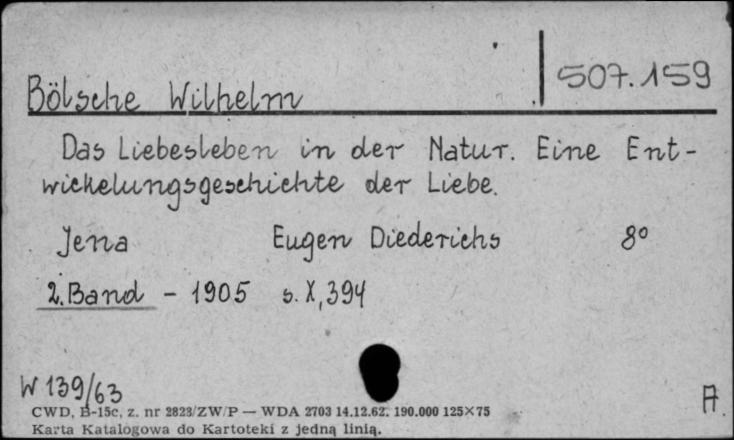 507.159
Bölsche Wilhelm
Das Liebesleben in der Natur. Eine Ent-
wickelungsgeschichte der Liebe.
Jena Eugen Diederichs 8º
2. Band - 1905 s. X, 394
W 139/63
A
CWD, B-15c, z. nr 2823/ZW/P — WDA 2703 14.12.62. 190.000 125×75
Karta Katalogowa do Kartoteki z jedną linią.